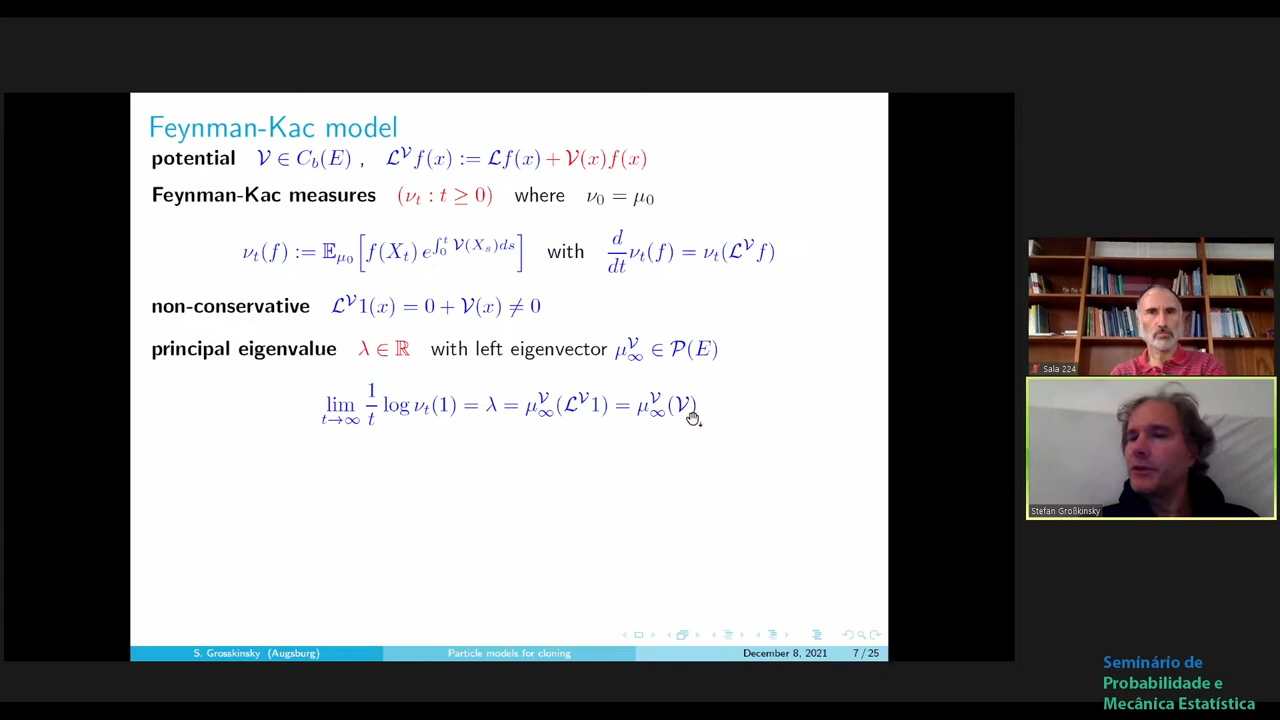 Feynman-Kac model
potential 𝒱 ∈ C_b(E) , ℒ^𝒱 f(x) := ℒf(x) + 𝒱(x)f(x)
Feynman-Kac measures (ν_t : t ≥ 0) where ν_0 = μ_0
ν_t(f) := 𝔼_{μ_0}[f(X_t) e^{∫_0^t 𝒱(X_s)ds}] with d/dt ν_t(f) = ν_t(ℒ^𝒱 f)
non-conservative ℒ^𝒱 1(x) = 0 + 𝒱(x) ≠ 0
principal eigenvalue λ ∈ ℝ with left eigenvector μ_∞^𝒱 ∈ 𝒫(E)
lim_{t→∞} 1/t log ν_t(1) = λ = μ_∞^𝒱(ℒ^𝒱 1) = μ_∞^𝒱(𝒱)
S. Grosskinsky (Augsburg) Particle models for cloning December 8, 2021 7 / 25
Sala 224
Stefan Großkinsky
Seminário de
Probabilidade e
Mecânica Estatística